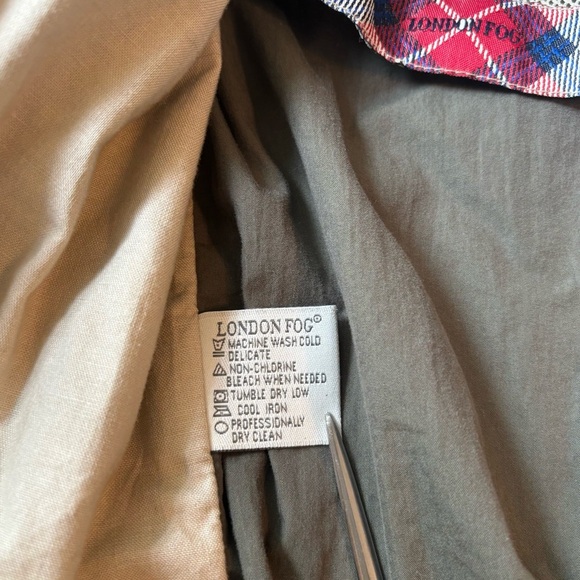 LONDON FOG
LONDON FOG®
MACHINE WASH COLD
DELICATE
NON-CHLORINE
BLEACH WHEN NEEDED
TUMBLE DRY LOW
COOL IRON
PROFESSIONALLY
DRY CLEAN